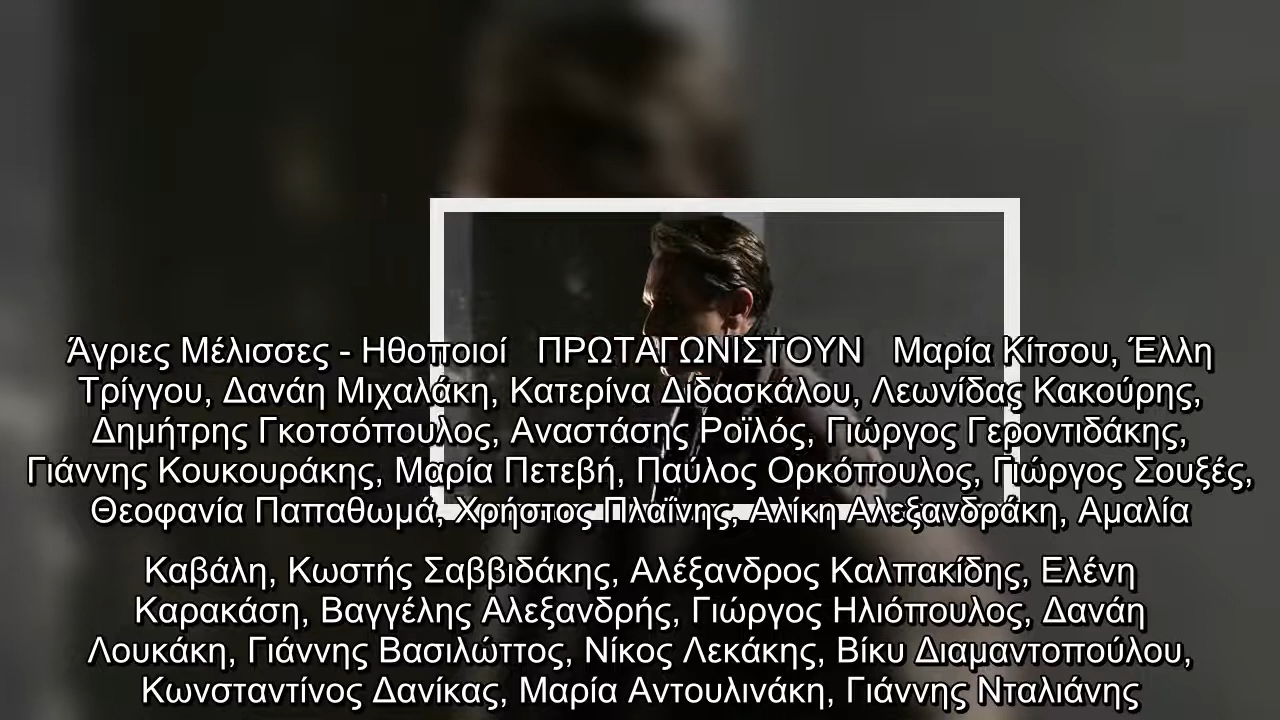 Άγριες Μέλισσες - Ηθοποιοί   ΠΡΩΤΑΓΩΝΙΣΤΟΥΝ   Μαρία Κίτσου, Έλλη
Τρίγγου, Δανάη Μιχαλάκη, Κατερίνα Διδασκάλου, Λεωνίδας Κακούρης,
Δημήτρης Γκοτσόπουλος, Αναστάσης Ροϊλός, Γιώργος Γεροντιδάκης,
Γιάννης Κουκουράκης, Μαρία Πετεβή, Παύλος Ορκόπουλος, Γιώργος Σουξές,
Θεοφανία Παπαθωμά, Χρήστος Πλαΐνης, Αλίκη Αλεξανδράκη, Αμαλία
Καβάλη, Κωστής Σαββιδάκης, Αλέξανδρος Καλπακίδης, Ελένη
Καρακάση, Βαγγέλης Αλεξανδρής, Γιώργος Ηλιόπουλος, Δανάη
Λουκάκη, Γιάννης Βασιλώττος, Νίκος Λεκάκης, Βίκυ Διαμαντοπούλου,
Κωνσταντίνος Δανίκας, Μαρία Αντουλινάκη, Γιάννης Νταλιάνης